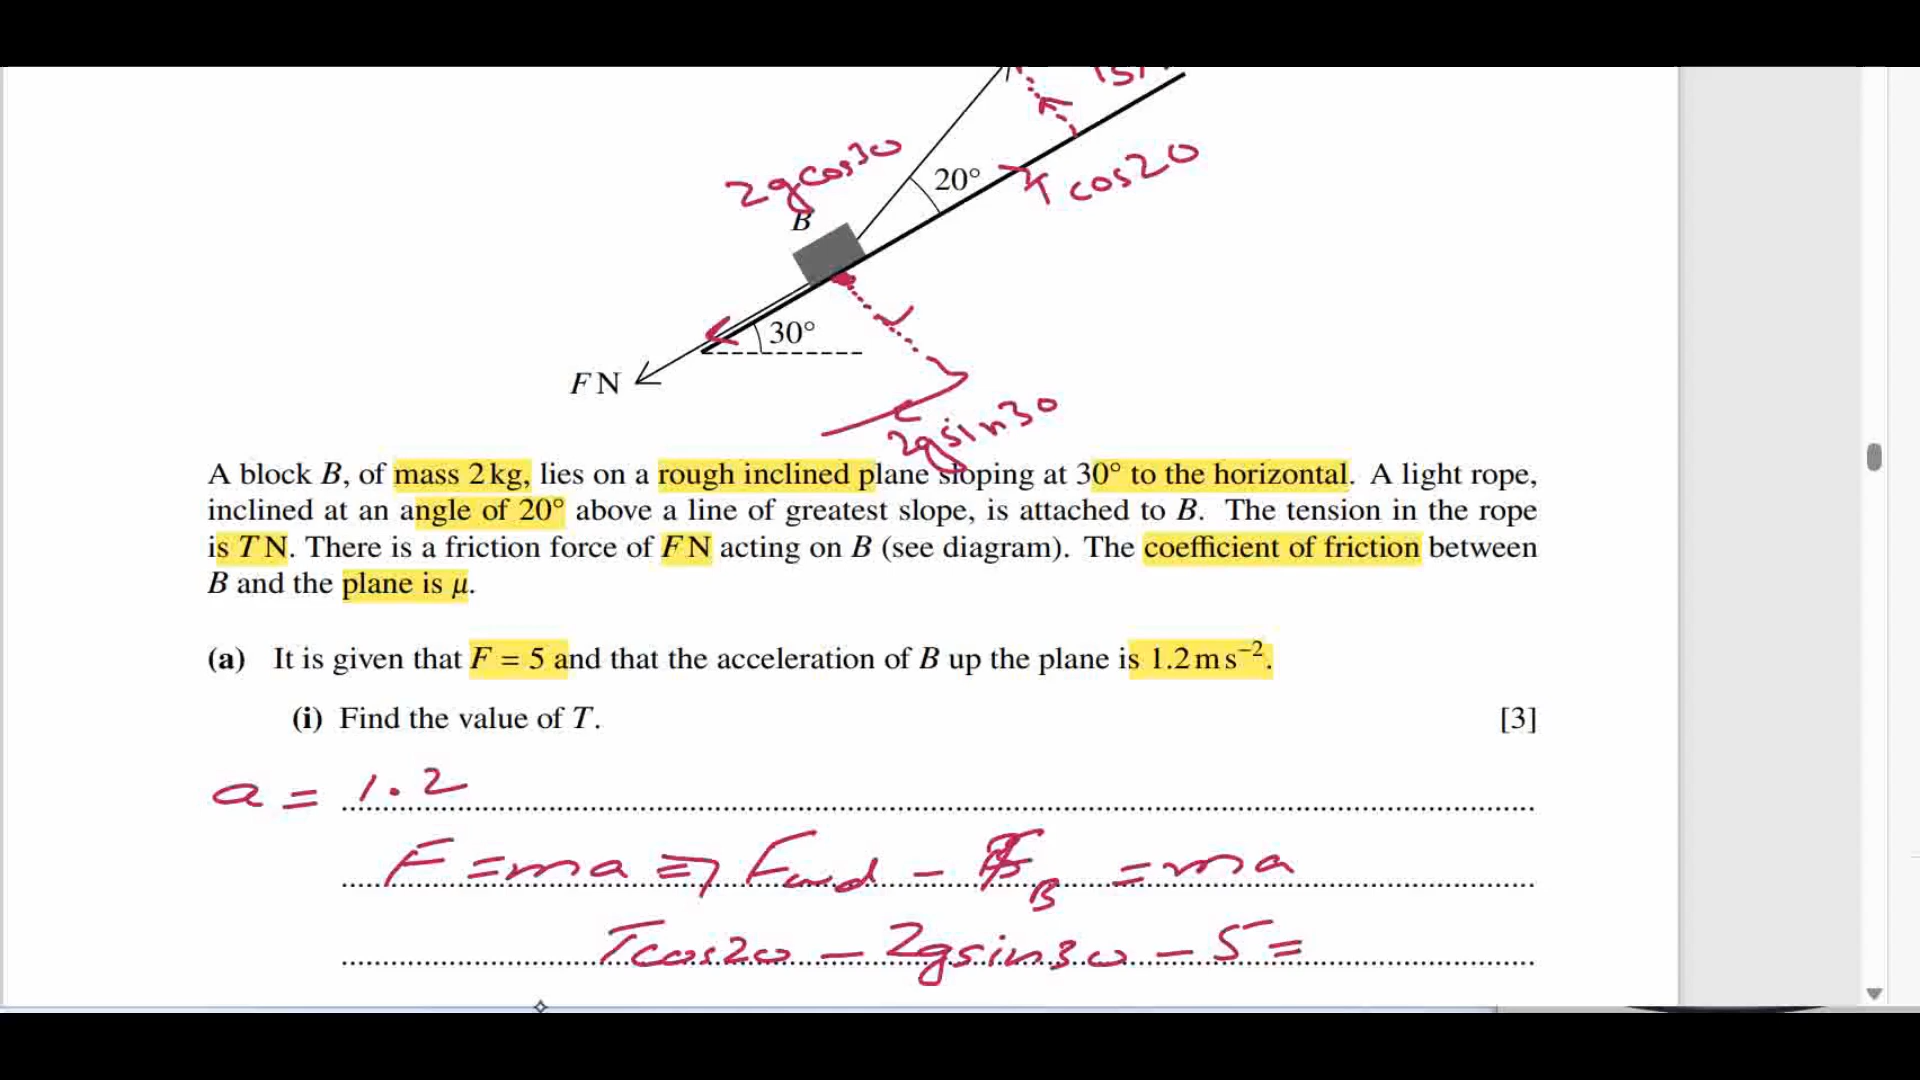 2gcos30
20°
T cos20
B
30°
F N
2gsin30
A block B, of mass 2 kg, lies on a rough inclined plane sloping at 30° to the horizontal. A light rope,
inclined at an angle of 20° above a line of greatest slope, is attached to B. The tension in the rope
is T N. There is a friction force of F N acting on B (see diagram). The coefficient of friction between
B and the plane is μ.
(a) It is given that F = 5 and that the acceleration of B up the plane is 1.2 m s⁻².
(i) Find the value of T. [3]
a = 1.2
F = ma ⇒ Fwd − FB = ma
Tcos20 − 2gsin30 − 5 =